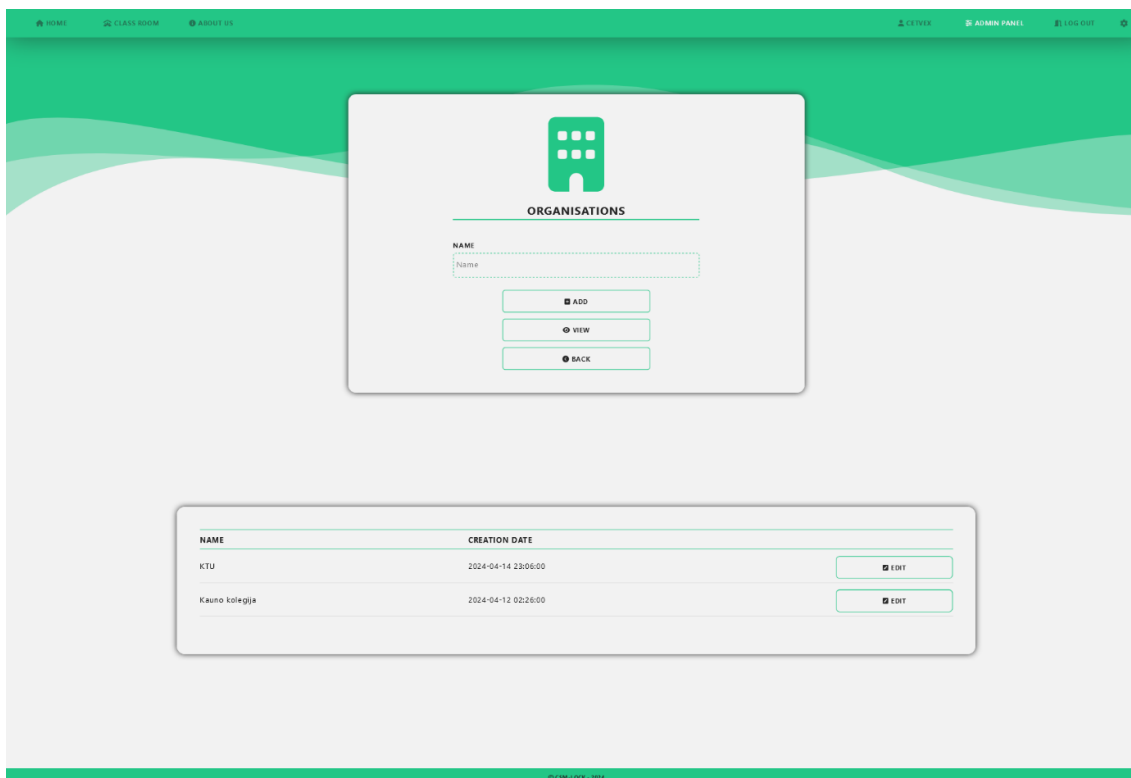 HOME CLASS ROOM ABOUT US CETVEX ADMIN PANEL LOG OUT
ORGANISATIONS
NAME
Name
ADD
VIEW
BACK
NAME CREATION DATE
KTU 2024-04-14 23:06:00 EDIT
Kauno kolegija 2024-04-12 02:26:00 EDIT
2024